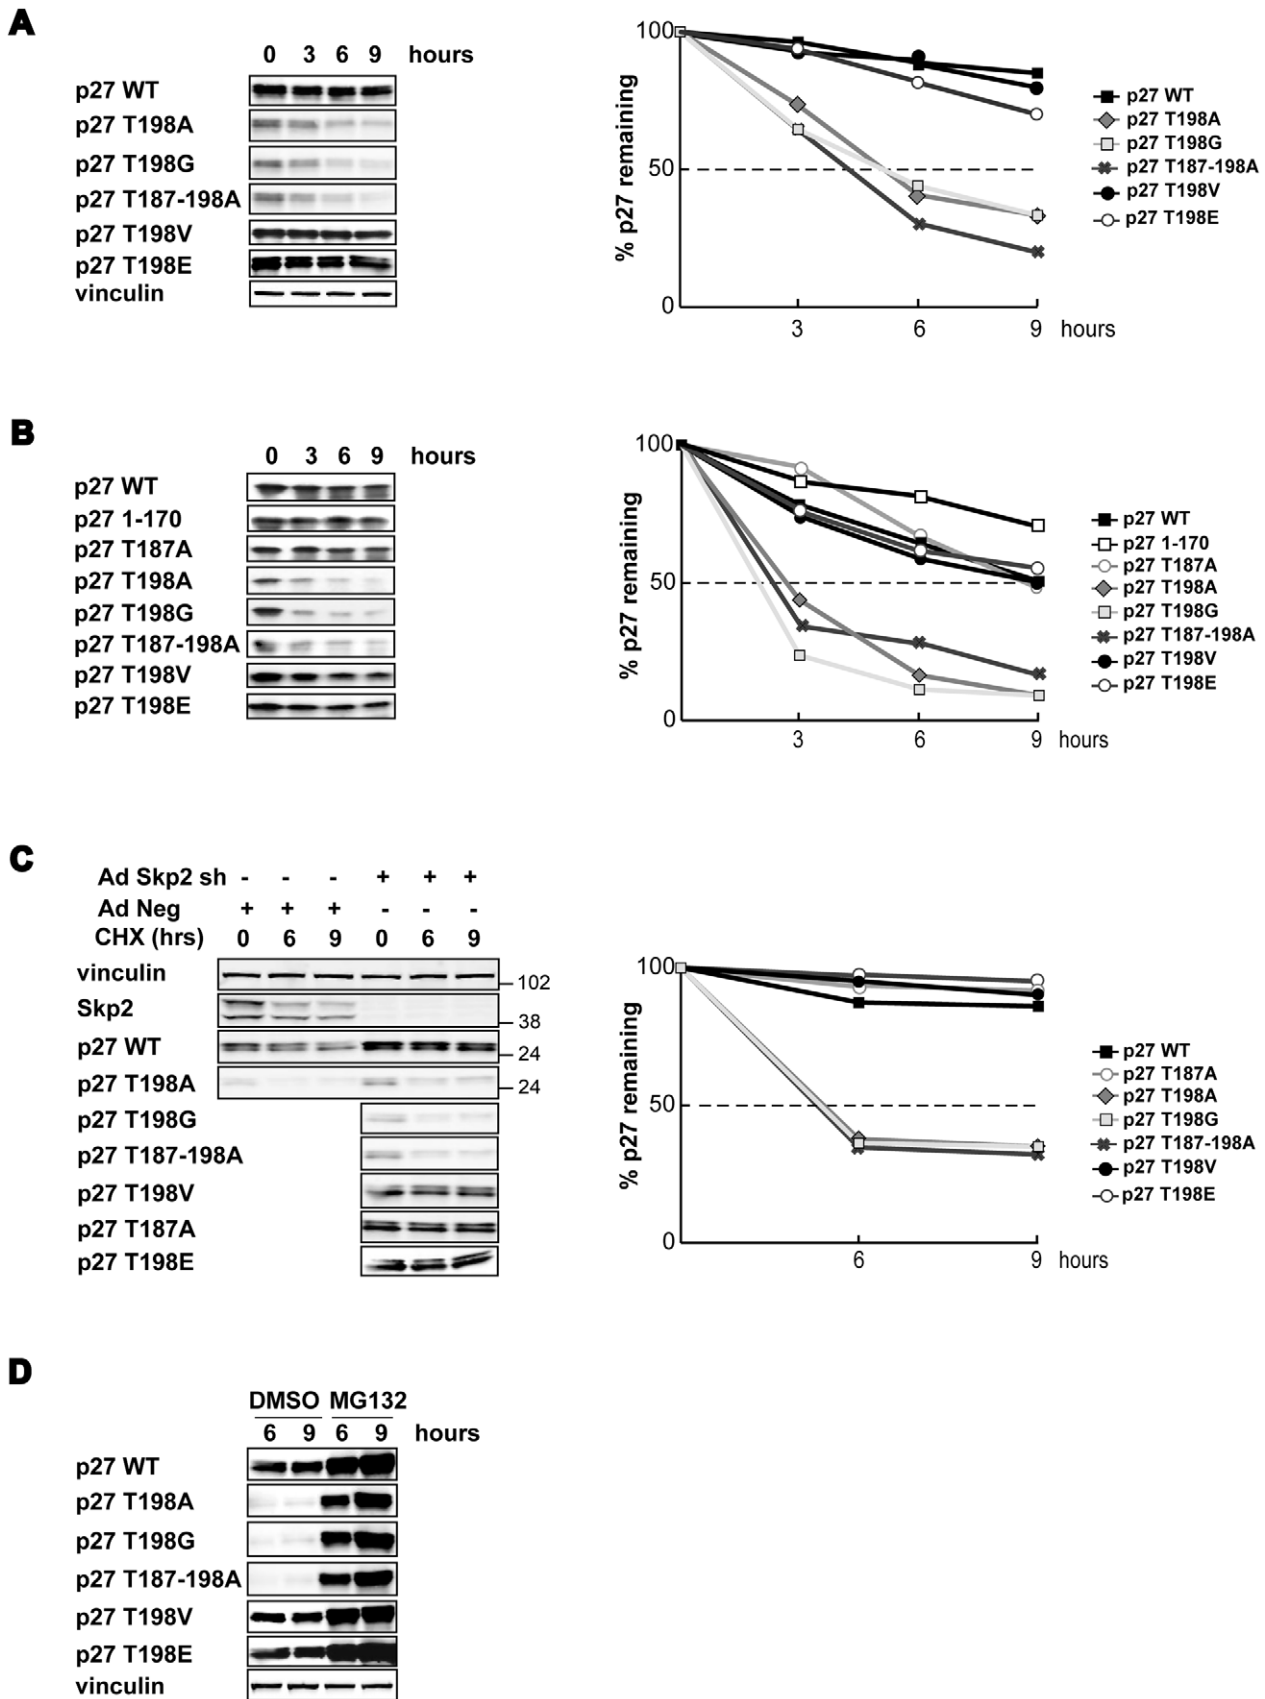 A
0 3 6 9 hours
p27 WT
p27 T198A
p27 T198G
p27 T187-198A
p27 T198V
p27 T198E
vinculin
% p27 remaining
100
50
0
3 6 9 hours
p27 WT
p27 T198A
p27 T198G
p27 T187-198A
p27 T198V
p27 T198E
B
0 3 6 9 hours
p27 WT
p27 1-170
p27 T187A
p27 T198A
p27 T198G
p27 T187-198A
p27 T198V
p27 T198E
% p27 remaining
100
50
0
3 6 9 hours
p27 WT
p27 1-170
p27 T187A
p27 T198A
p27 T198G
p27 T187-198A
p27 T198V
p27 T198E
C
Ad Skp2 sh - - - + + +
Ad Neg + + + - - -
CHX (hrs) 0 6 9 0 6 9
vinculin 102
Skp2 38
p27 WT 24
p27 T198A 24
p27 T198G
p27 T187-198A
p27 T198V
p27 T187A
p27 T198E
% p27 remaining
100
50
0
6 9 hours
p27 WT
p27 T187A
p27 T198A
p27 T198G
p27 T187-198A
p27 T198V
p27 T198E
D
DMSO MG132
6 9 6 9 hours
p27 WT
p27 T198A
p27 T198G
p27 T187-198A
p27 T198V
p27 T198E
vinculin